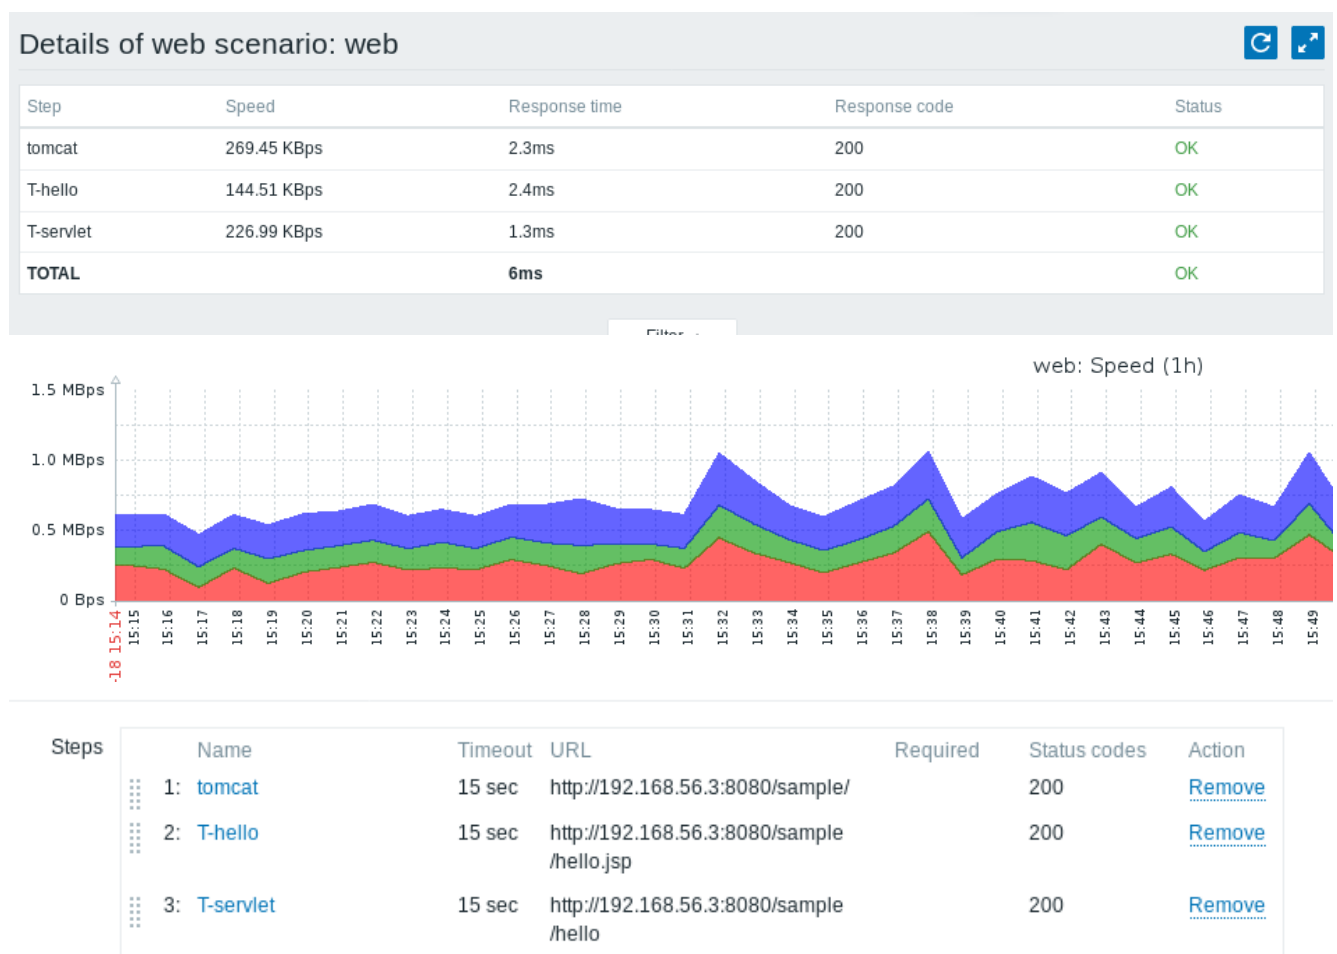 Details of web scenario: web
Step Speed Response time Response code Status
tomcat 269.45 KBps 2.3ms 200 OK
T-hello 144.51 KBps 2.4ms 200 OK
T-servlet 226.99 KBps 1.3ms 200 OK
TOTAL 6ms OK
Filter
web: Speed (1h)
1.5 MBps
1.0 MBps
0.5 MBps
0 Bps
-18 15:14 15:15 15:16 15:17 15:18 15:19 15:20 15:21 15:22 15:23 15:24 15:25 15:26 15:27 15:28 15:29 15:30 15:31 15:32 15:33 15:34 15:35 15:36 15:37 15:38 15:39 15:40 15:41 15:42 15:43 15:44 15:45 15:46 15:47 15:48 15:49
Steps Name Timeout URL Required Status codes Action
1: tomcat 15 sec http://192.168.56.3:8080/sample/ 200 Remove
2: T-hello 15 sec http://192.168.56.3:8080/sample 200 Remove
/hello.jsp
3: T-servlet 15 sec http://192.168.56.3:8080/sample 200 Remove
/hello